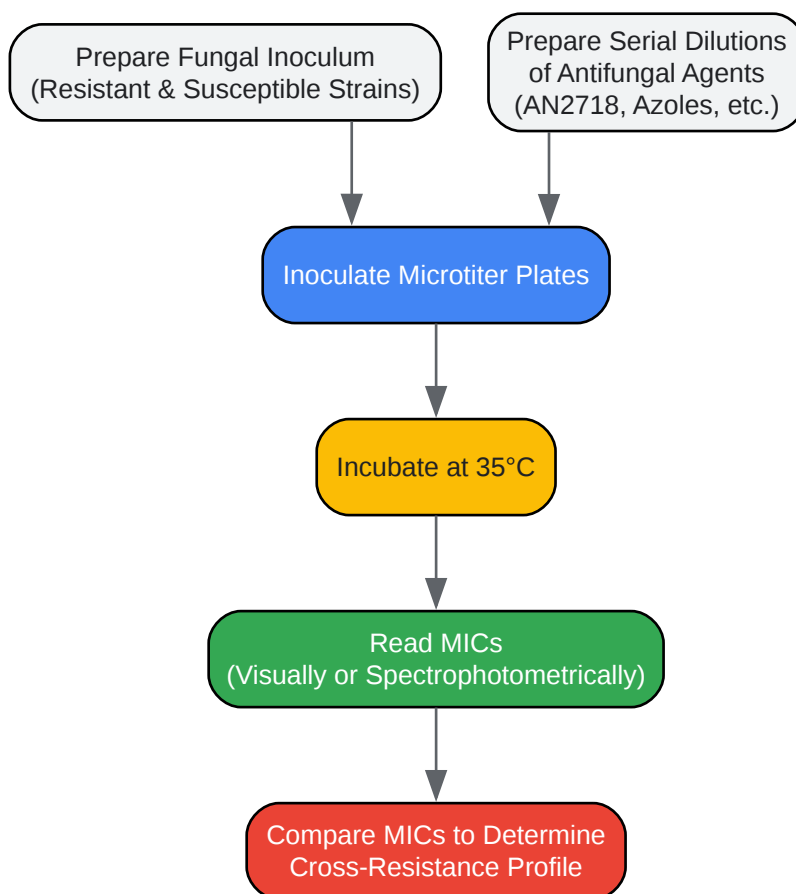 Prepare Fungal Inoculum
(Resistant & Susceptible Strains)
Prepare Serial Dilutions
of Antifungal Agents
(AN2718, Azoles, etc.)
Inoculate Microtiter Plates
Incubate at 35°C
Read MICs
(Visually or Spectrophotometrically)
Compare MICs to Determine
Cross-Resistance Profile